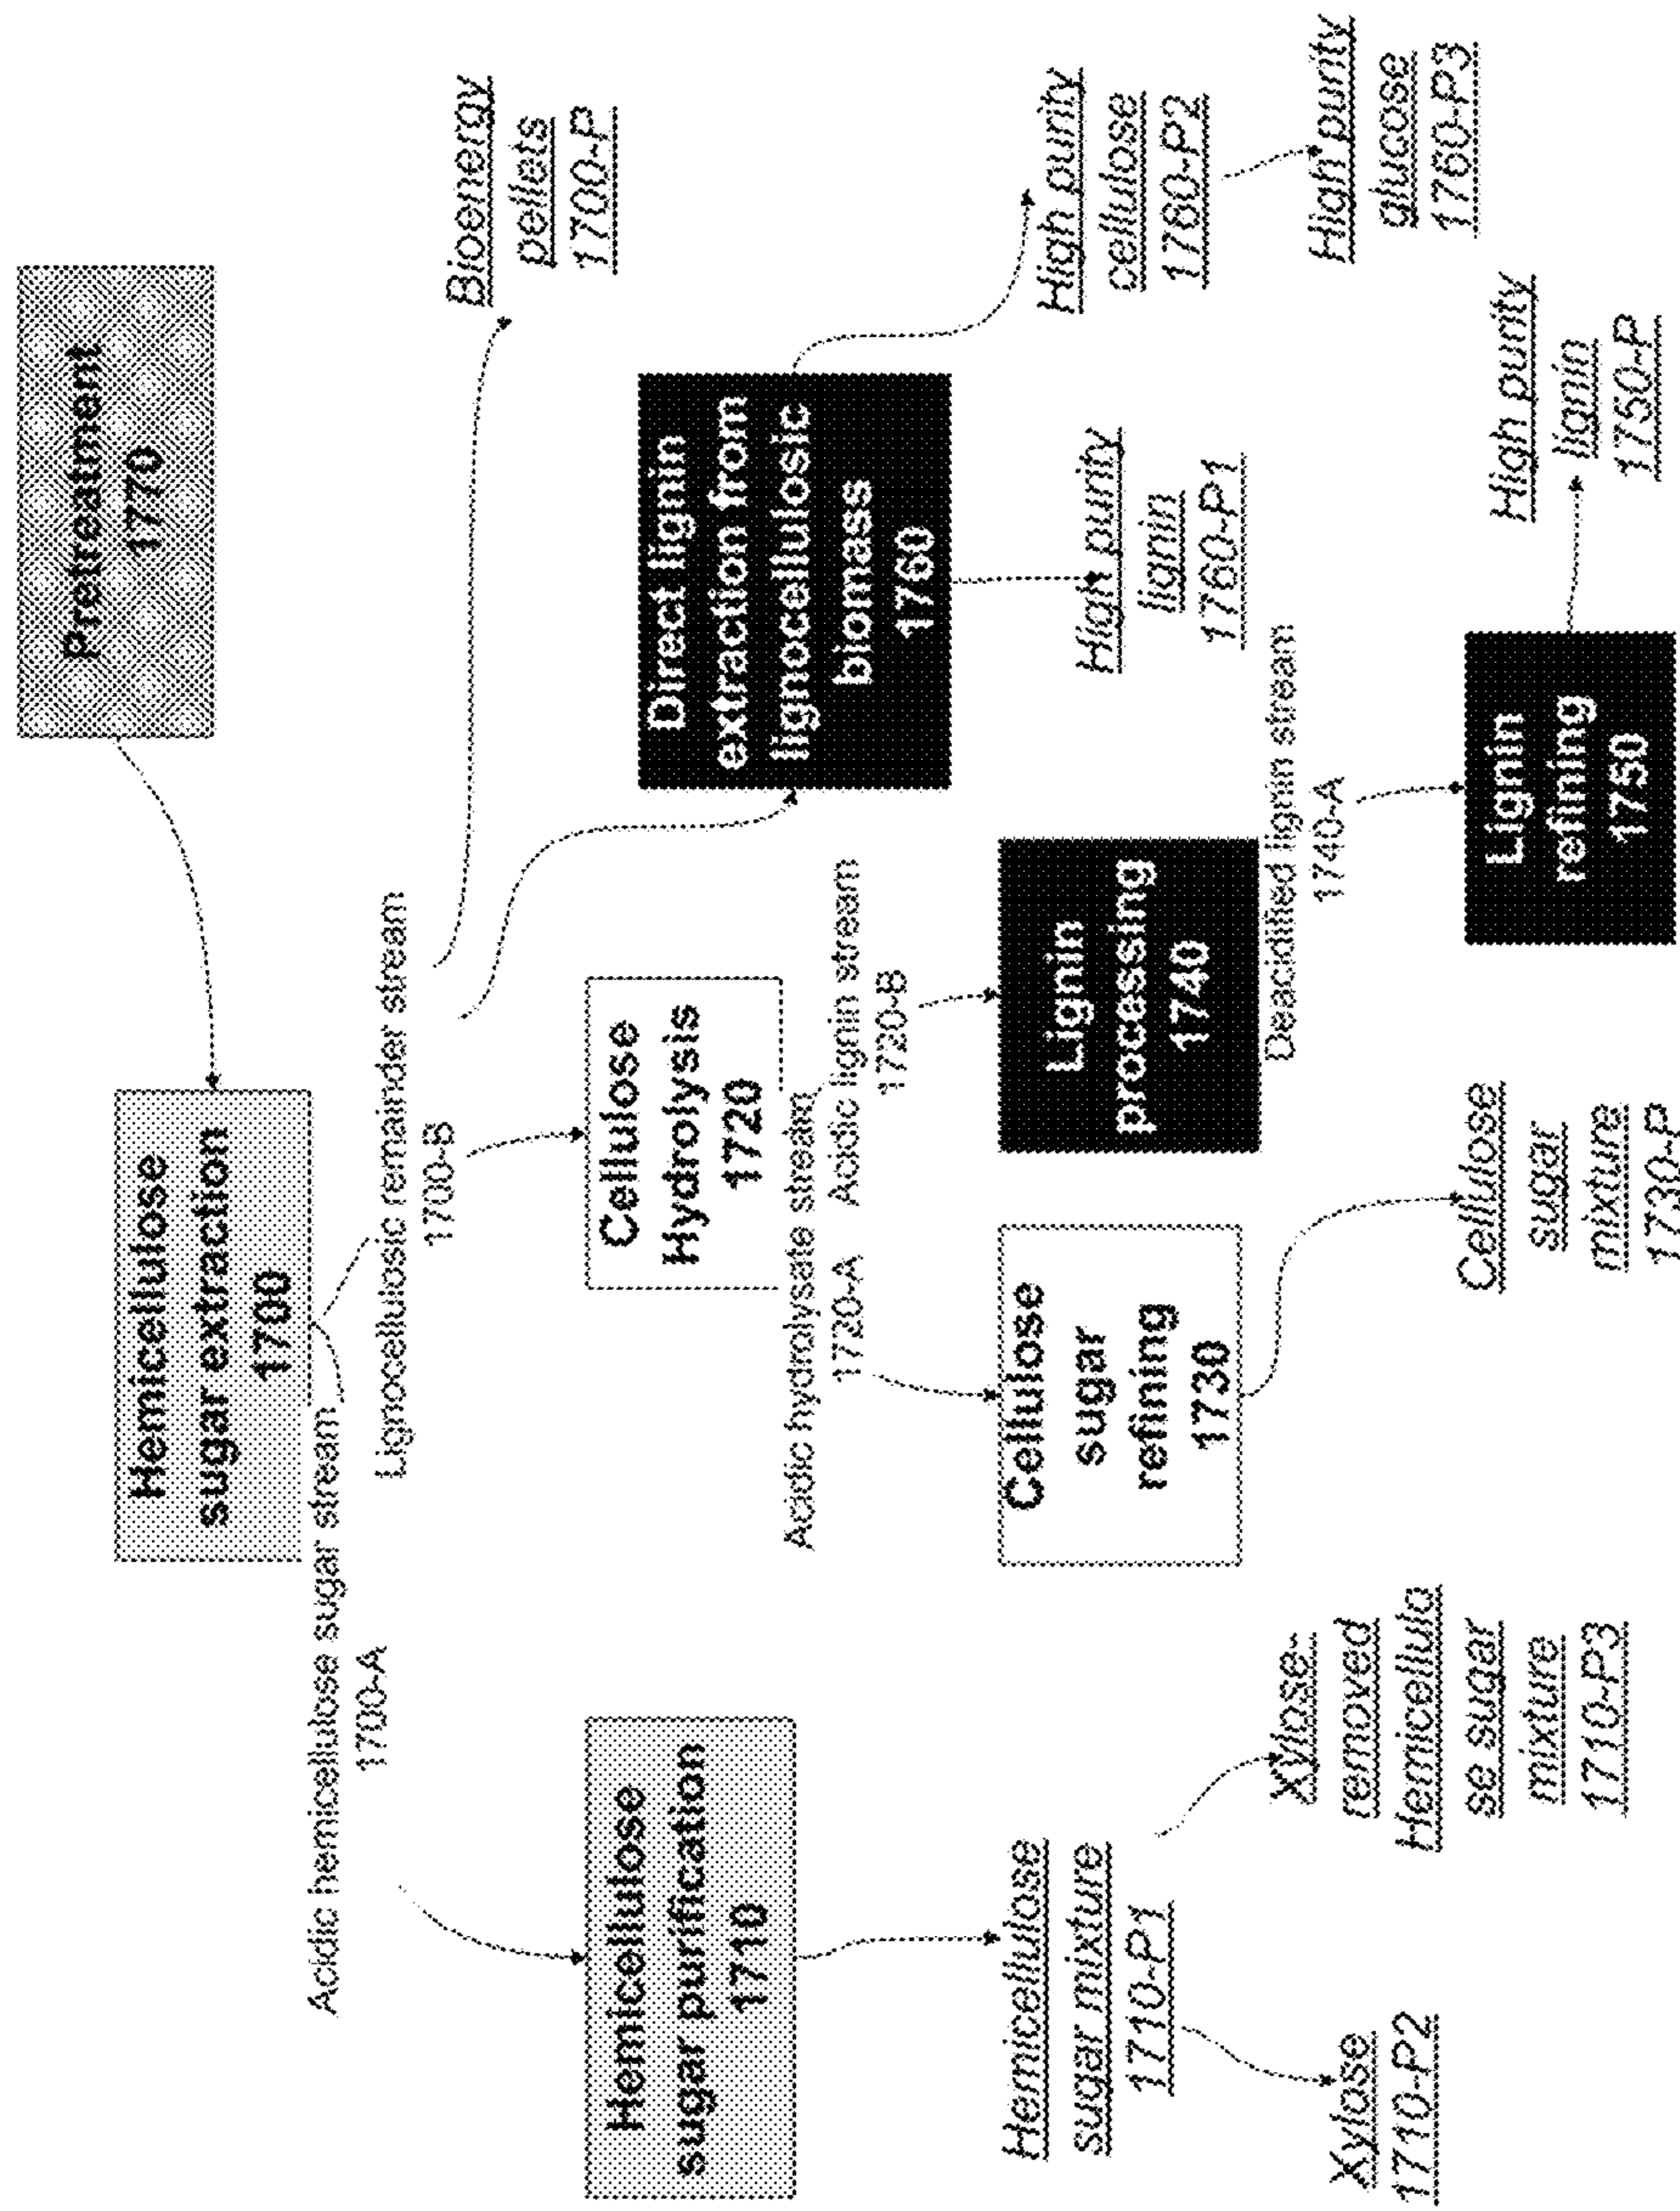 Pretreatment
1770
Hemicellulose
sugar extraction
1700
Acidic hemicellulose sugar stream
1700-A
Lignocellulosic remainder stream
1700-B
Bioenergy
pellets
1700-P
Hemicellulose
sugar purification
1710
Cellulose
Hydrolysis
1720
Direct lignin
extraction from
lignocellulosic
biomass
1760
Acidic hydrolysate stream
1720-A
Acidic lignin stream
1720-B
Hemicellulose
sugar mixture
1710-P1
Cellulose
sugar
refining
1730
Lignin
processing
1740
High purity
lignin
1760-P1
High purity
cellulose
1760-P2
Deacidified lignin stream
1740-A
Xylose
1710-P2
Xylose-
removed
Hemicellulo
se sugar
mixture
1710-P3
Cellulose
sugar
mixture
1730-P
Lignin
refining
1750
High purity
lignin
1750-P
High purity
glucose
1760-P3